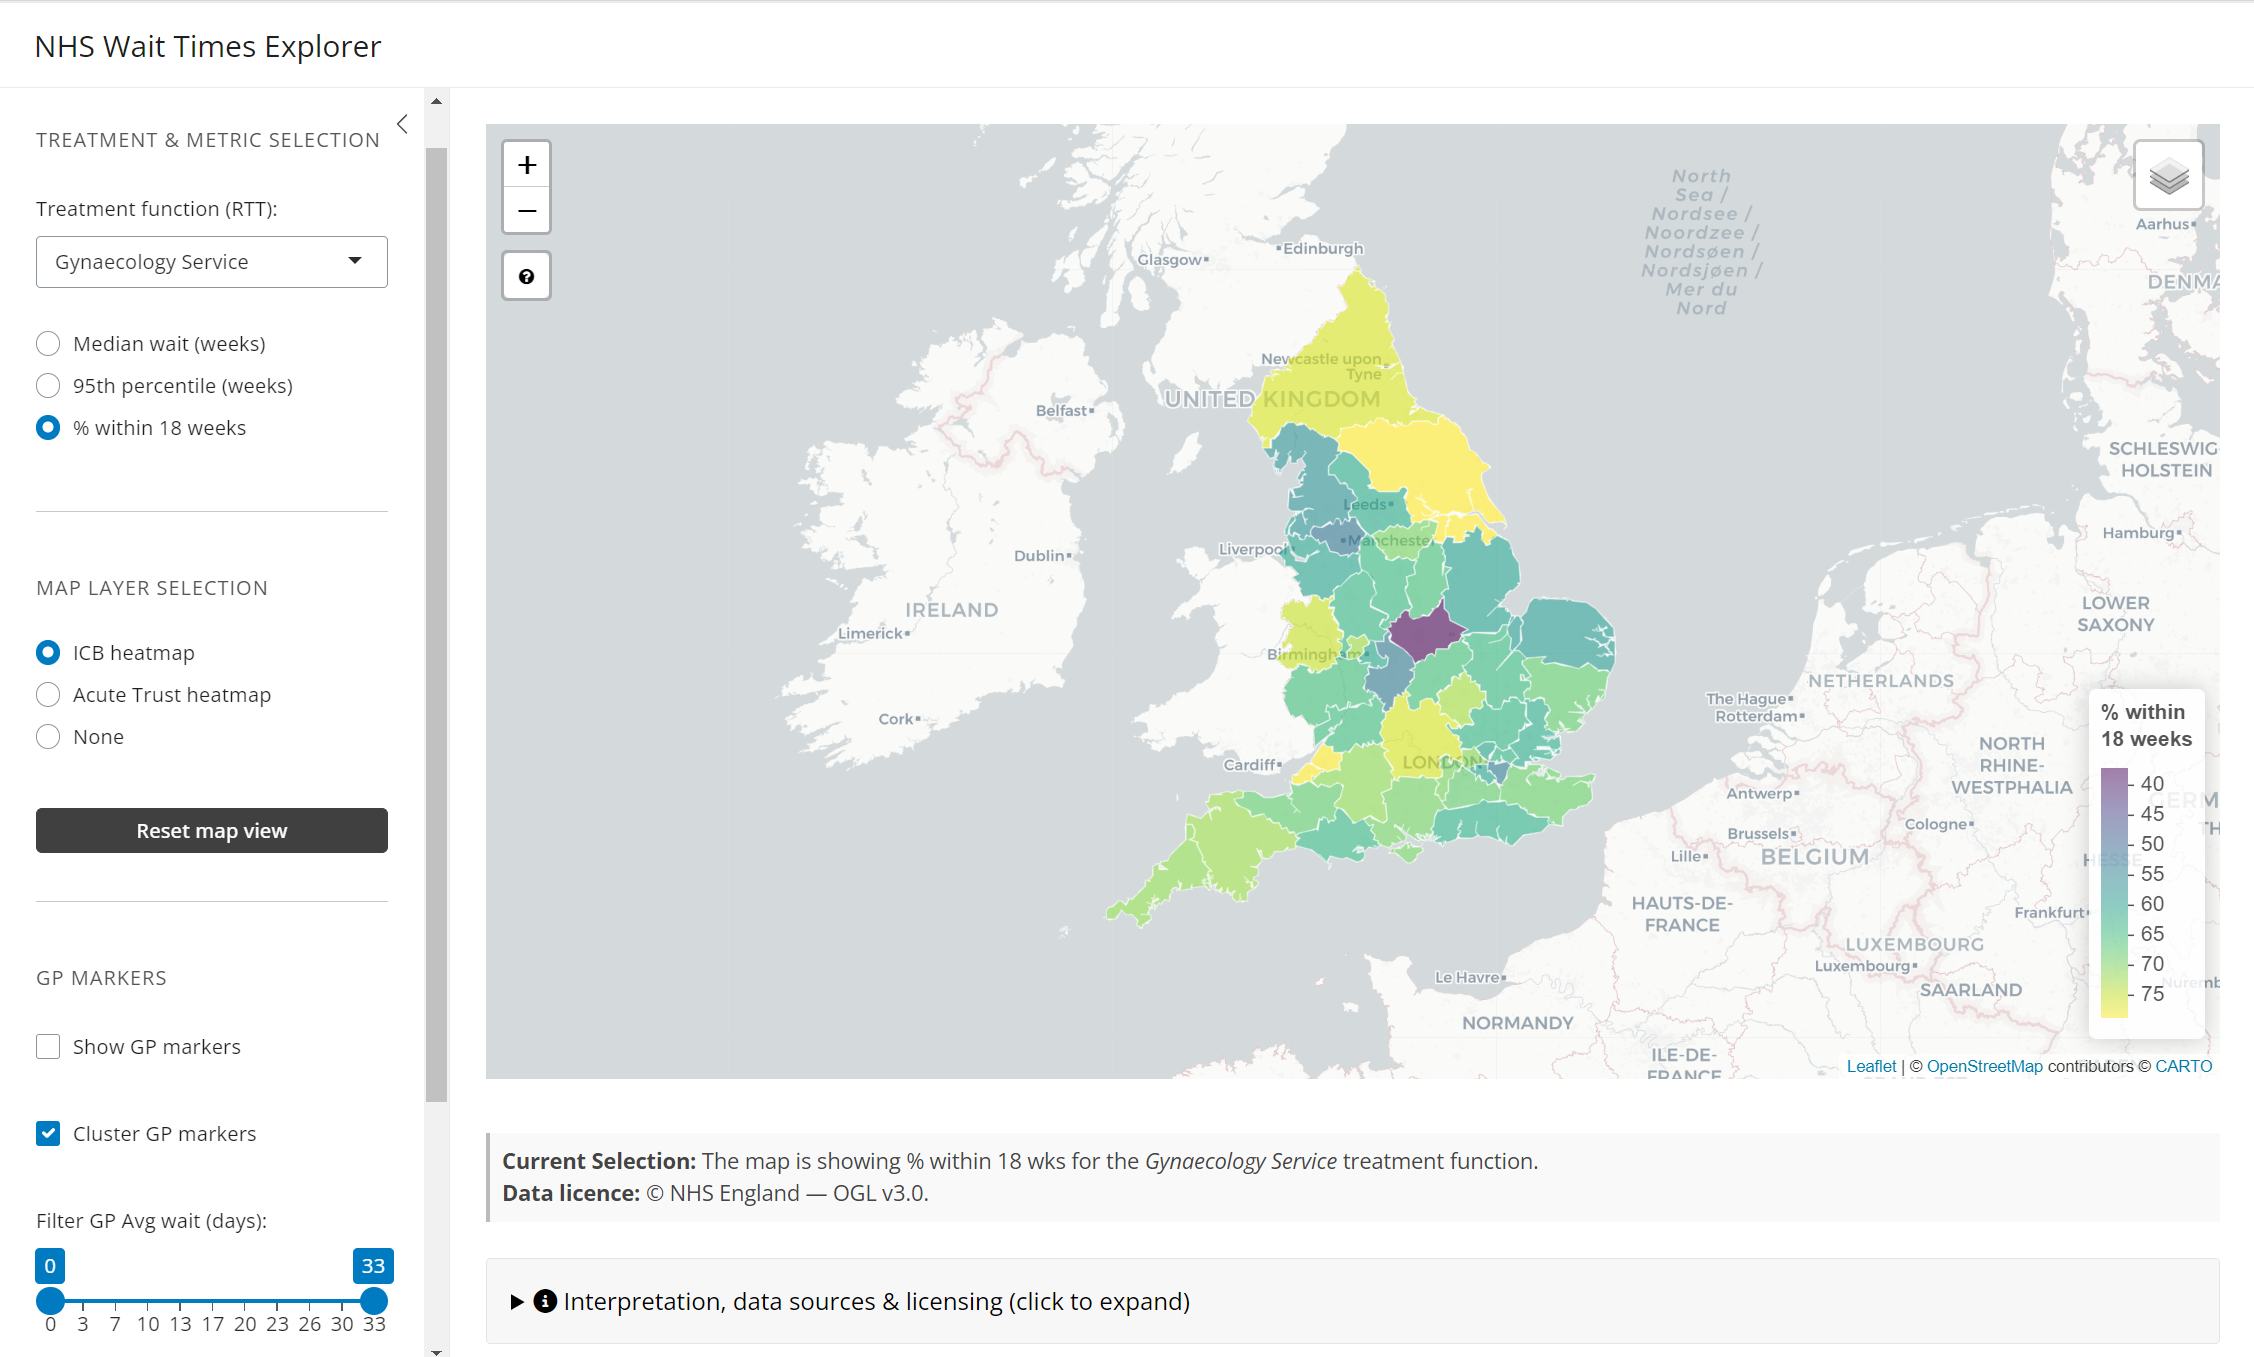 NHS Wait Times Explorer
TREATMENT & METRIC SELECTION
Treatment function (RTT):
Gynaecology Service
Median wait (weeks)
95th percentile (weeks)
% within 18 weeks
MAP LAYER SELECTION
ICB heatmap
Acute Trust heatmap
None
Reset map view
GP MARKERS
Show GP markers
Cluster GP markers
Filter GP Avg wait (days):
0
33
0 3 7 10 13 17 20 23 26 30 33
+
−
?
North
Sea /
Nordsee /
Noordzee /
Nordsøen /
Nordsjøen /
Mer du
Nord
Aarhus
DENMA
Edinburgh
Glasgow
Newcastle upon
Tyne
UNITED KINGDOM
Belfast
SCHLESWIG-
HOLSTEIN
Leeds
Hamburg
Liverpool
Mancheste
Dublin
IRELAND
LOWER
SAXONY
Limerick
Birmingham
NETHERLANDS
The Hague
Rotterdam
Cork
NORTH
RHINE-
WESTPHALIA
LONDON
Cardiff
Antwerp
GERM
TH
Cologne
Brussels
Lille
BELGIUM
HESSE
HAUTS-DE-
FRANCE
Frankfurt
LUXEMBOURG
Luxembourg
Le Havre
SAARLAND
Nuremb
NORMANDY
ILE-DE-
FRANCE
% within
18 weeks
40
45
50
55
60
65
70
75
Leaflet | © OpenStreetMap contributors © CARTO
Current Selection: The map is showing % within 18 wks for the Gynaecology Service treatment function.
Data licence: © NHS England — OGL v3.0.
Interpretation, data sources & licensing (click to expand)